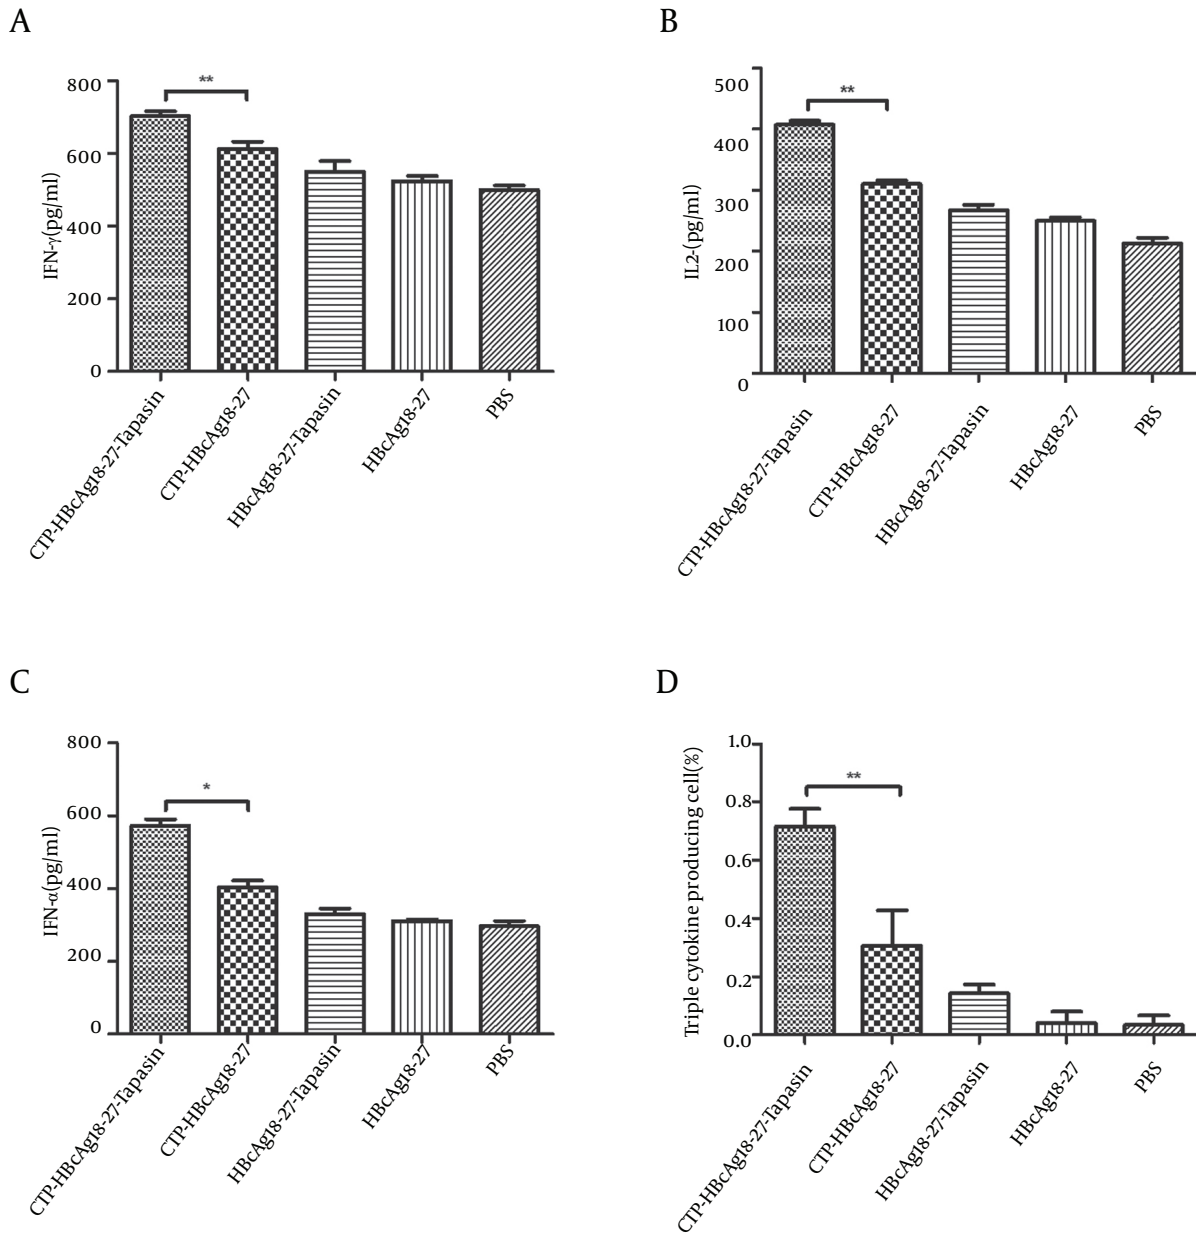 A
IFN-γ(pg/ml)
800
600
400
200
0
**
CTP-HBcAg18-27-Tapasin
CTP-HBcAg18-27
HBcAg18-27-Tapasin
HBcAg18-27
PBS
B
IL2-(pg/ml)
500
400
300
200
100
0
**
CTP-HBcAg18-27-Tapasin
CTP-HBcAg18-27
HBcAg18-27-Tapasin
HBcAg18-27
PBS
C
IFN-α(pg/ml)
800
600
400
200
0
*
CTP-HBcAg18-27-Tapasin
CTP-HBcAg18-27
HBcAg18-27-Tapasin
HBcAg18-27
PBS
D
Triple cytokine producing cell(%)
1.0
0.8
0.6
0.4
0.2
0.0
**
CTP-HBcAg18-27-Tapasin
CTP-HBcAg18-27
HBcAg18-27-Tapasin
HBcAg18-27
PBS